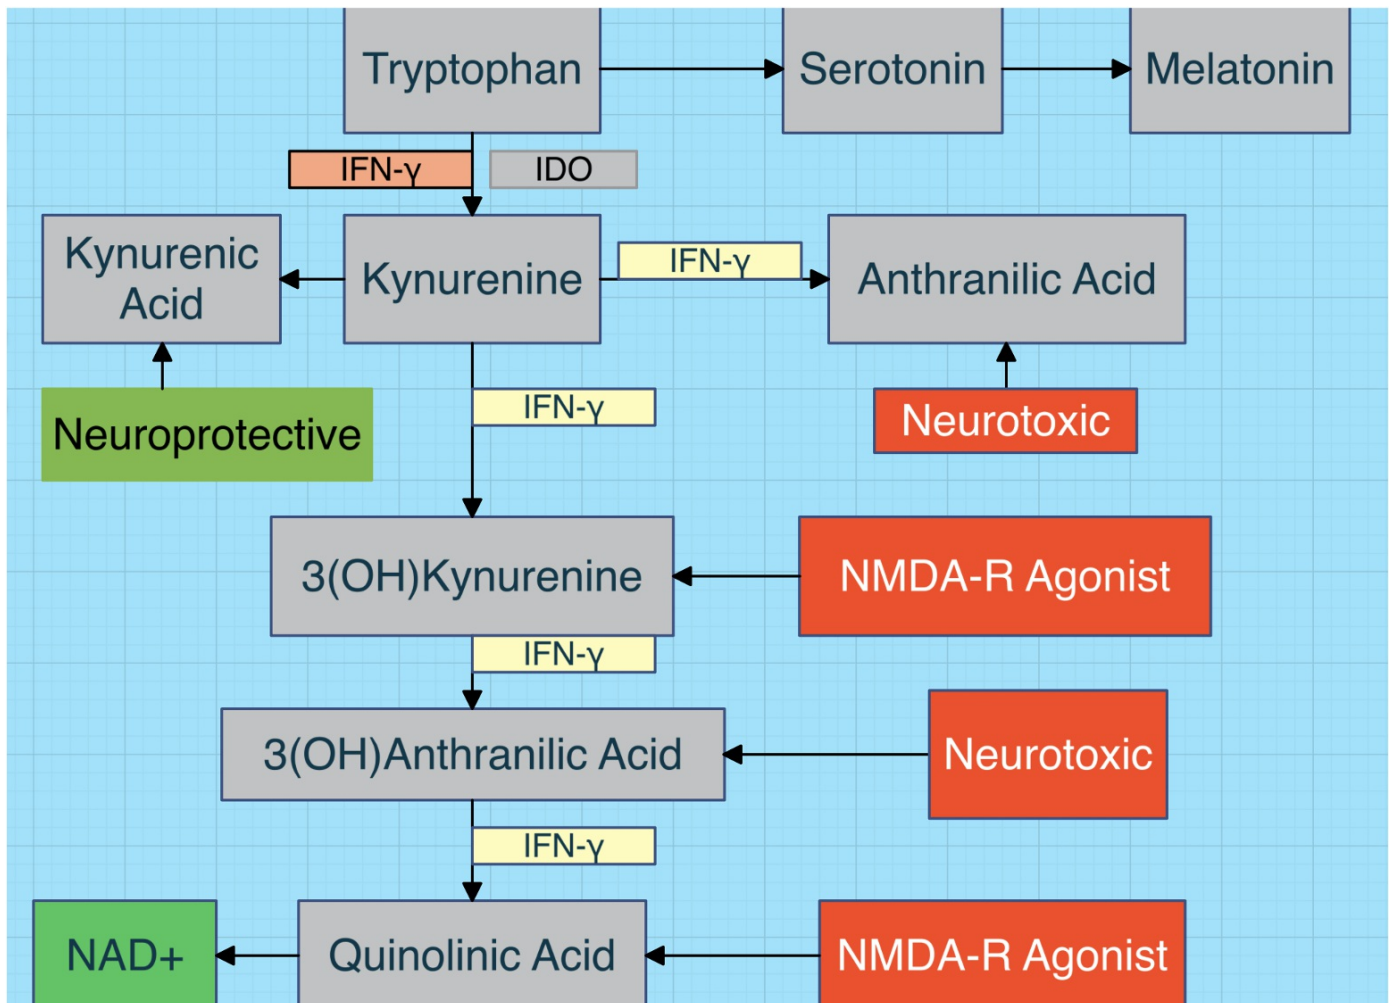 Tryptophan
Serotonin
Melatonin
IFN-γ
IDO
Kynurenic
Acid
Kynurenine
IFN-γ
Anthranilic Acid
IFN-γ
Neuroprotective
Neurotoxic
3(OH)Kynurenine
NMDA-R Agonist
IFN-γ
3(OH)Anthranilic Acid
Neurotoxic
IFN-γ
NAD+
Quinolinic Acid
NMDA-R Agonist